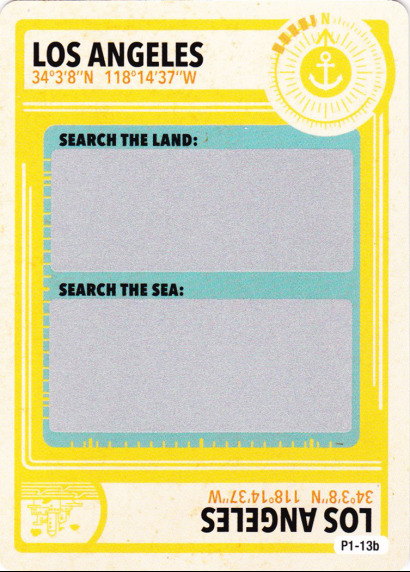 LOS ANGELES
34°3'8"N 118°14'37"W
N
SEARCH THE LAND:
SEARCH THE SEA:
34°3'8"N 118°14'37"W
LOS ANGELES
P1-13b